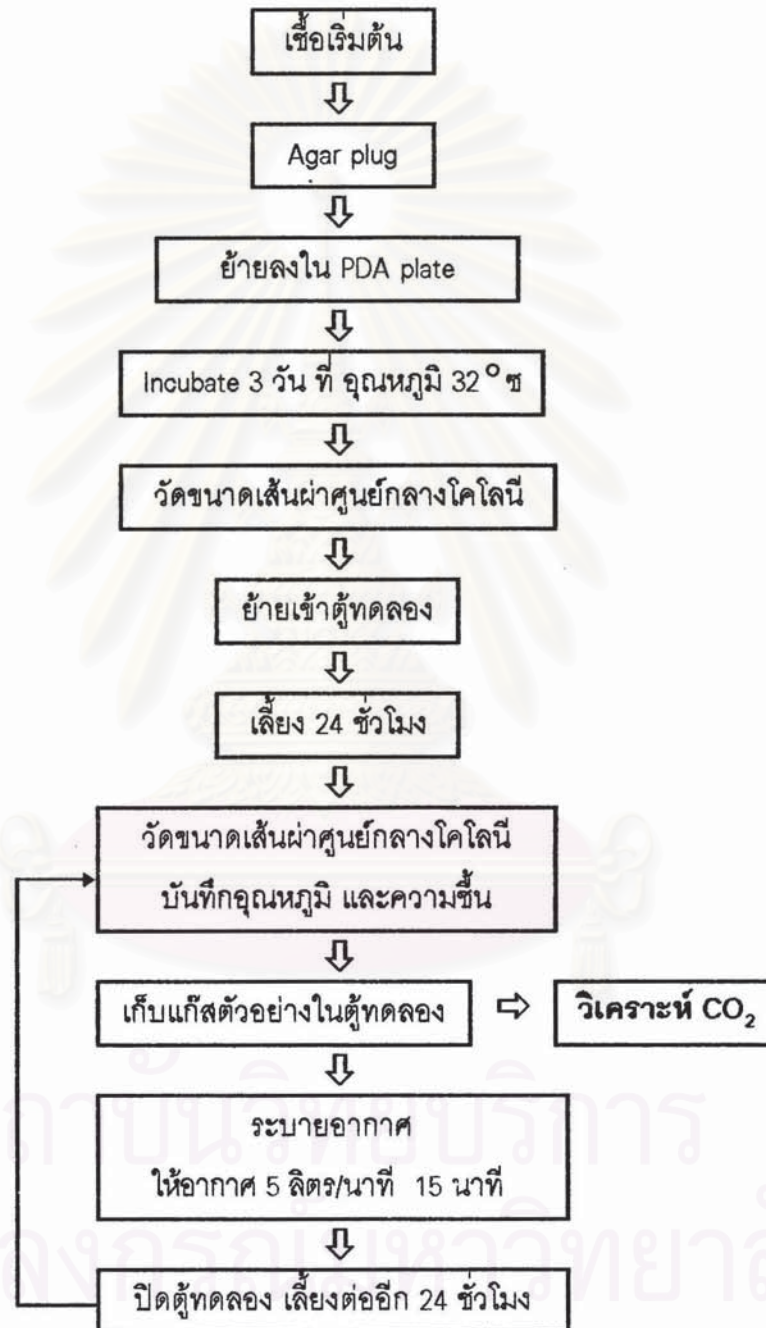 เชื้อเริ่มต้น
Agar plug
ย้ายลงใน PDA plate
Incubate 3 วัน ที่ อุณหภูมิ 32°ซ
วัดขนาดเส้นผ่าศูนย์กลางโคโลนี
ย้ายเข้าตู้ทดลอง
เลี้ยง 24 ชั่วโมง
วัดขนาดเส้นผ่าศูนย์กลางโคโลนี
บันทึกอุณหภูมิ และความชื้น
เก็บแก๊สตัวอย่างในตู้ทดลอง
วิเคราะห์ CO₂
ระบายอากาศ
ให้อากาศ 5 ลิตร/นาที 15 นาที
ปิดตู้ทดลอง เลี้ยงต่ออีก 24 ชั่วโมง